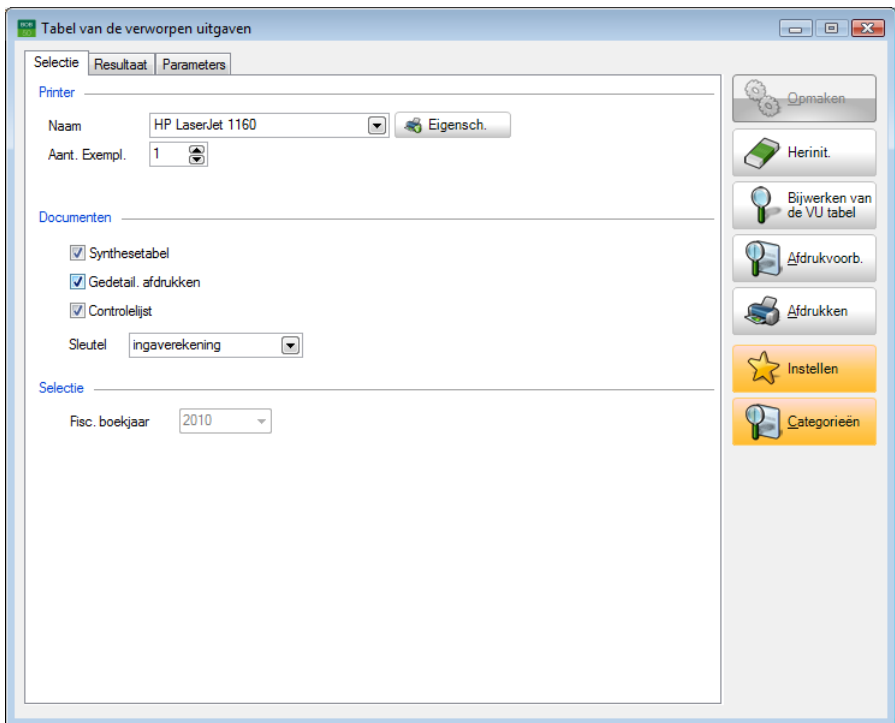 Tabel van de verworpen uitgaven
Selectie Resultaat Parameters
Printer
Naam HP LaserJet 1160 Eigensch.
Aant. Exempl. 1
Documenten
Synthesetabel
Gedetail. afdrukken
Controlelijst
Sleutel ingaverekening
Selectie
Fisc. boekjaar 2010
Opmaken
Herinit.
Bijwerken van
de VU tabel
Afdrukvoorb.
Afdrukken
Instellen
Categorieën